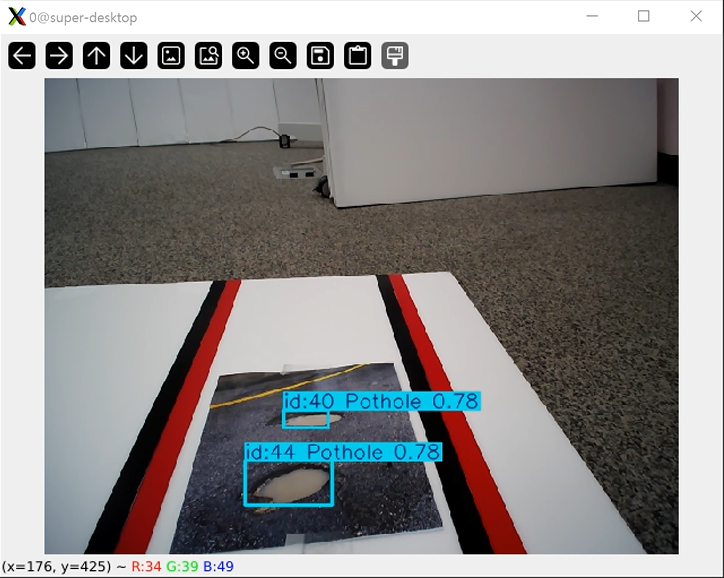 0@super-desktop
id:40 Pothole 0.78
id:44 Pothole 0.78
(x=176, y=425) ~ R:34 G:39 B:49